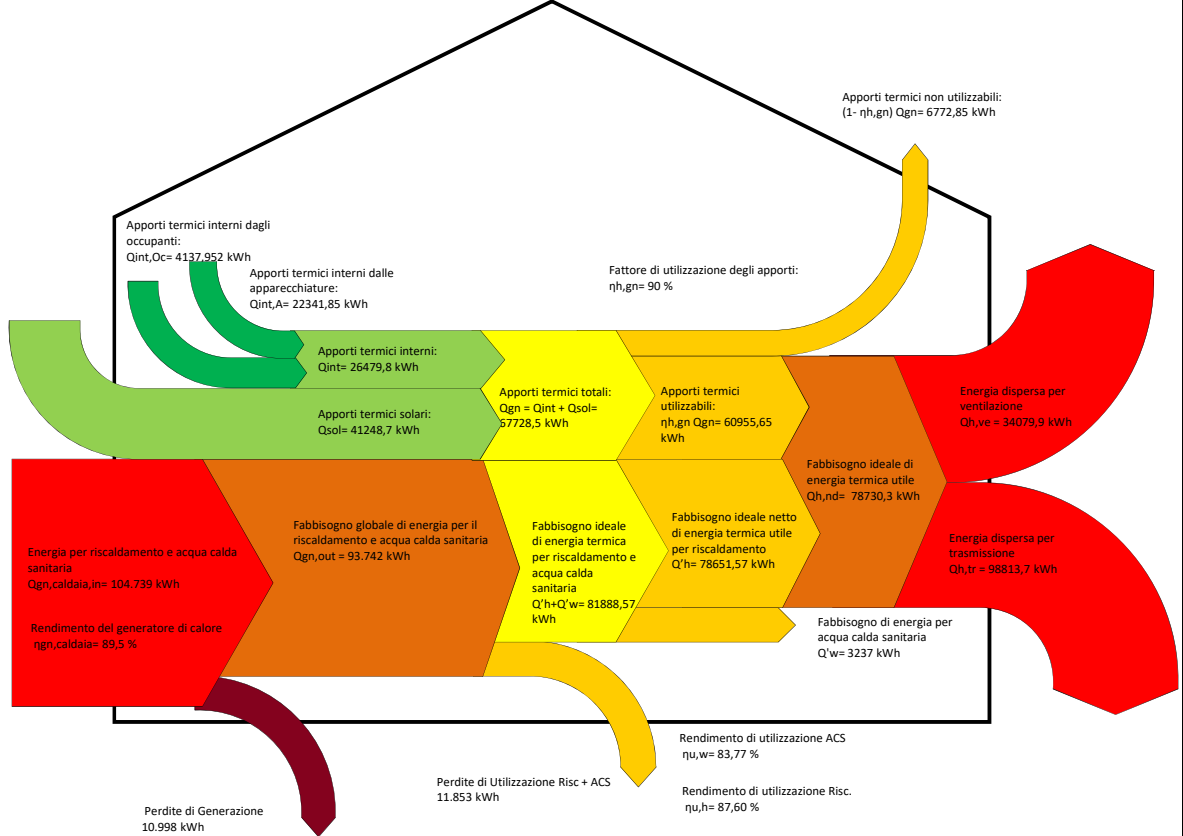 Apporti termici non utilizzabili:
(1- ηh,gn) Qgn= 6772,85 kWh
Apporti termici interni dagli
occupanti:
Qint,Oc= 4137,952 kWh
Apporti termici interni dalle
apparecchiature:
Qint,A= 22341,85 kWh
Fattore di utilizzazione degli apporti:
ηh,gn= 90 %
Apporti termici interni:
Qint= 26479,8 kWh
Apporti termici solari:
Qsol= 41248,7 kWh
Apporti termici totali:
Qgn = Qint + Qsol=
67728,5 kWh
Apporti termici
utilizzabili:
ηh,gn Qgn= 60955,65
kWh
Energia dispersa per
ventilazione
Qh,ve = 34079,9 kWh
Fabbisogno ideale di
energia termica utile
Qh,nd= 78730,3 kWh
Energia per riscaldamento e acqua calda
sanitaria
Qgn,caldaia,in= 104.739 kWh
Rendimento del generatore di calore
ηgn,caldaia= 89,5 %
Fabbisogno globale di energia per il
riscaldamento e acqua calda sanitaria
Qgn,out = 93.742 kWh
Fabbisogno ideale
di energia termica
per riscaldamento e
acqua calda
sanitaria
Q’h+Q’w= 81888,57
kWh
Fabbisogno ideale netto
di energia termica utile
per riscaldamento
Q’h= 78651,57 kWh
Energia dispersa per
trasmissione
Qh,tr = 98813,7 kWh
Fabbisogno di energia per
acqua calda sanitaria
Q'w= 3237 kWh
Rendimento di utilizzazione ACS
ηu,w= 83,77 %
Rendimento di utilizzazione Risc.
ηu,h= 87,60 %
Perdite di Utilizzazione Risc + ACS
11.853 kWh
Perdite di Generazione
10.998 kWh